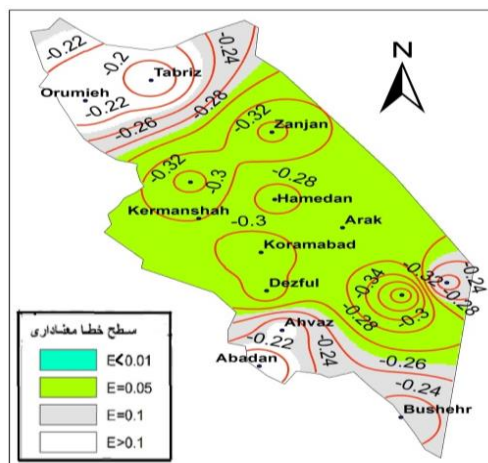 -0.22
-0.24
-0.2
Tabriz
Orumieh
-0.22
-0.28
-0.26
-0.32
Zanjan
-0.32
-0.3
-0.28
Hamedan
Kermanshah
-0.3
Arak
Koramabad
Dezful
-0.34
-0.32
-0.24
-0.28
-0.3
-0.28
Ahvaz
-0.22
-0.24
-0.26
Abadan
-0.24
Bushehr
N
سطح خطا معناداری
E<0.01
E=0.05
E=0.1
E>0.1